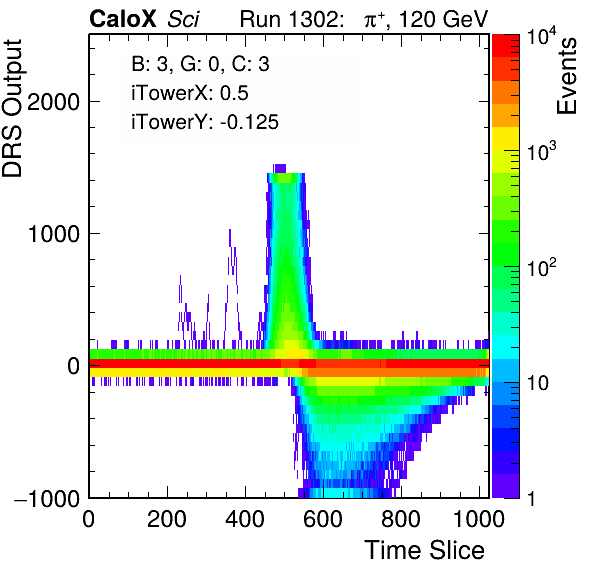 CaloX Sci Run 1302: π⁺, 120 GeV
B: 3, G: 0, C: 3
iTowerX: 0.5
iTowerY: -0.125
DRS Output
2000
1000
0
−1000
0 200 400 600 800 1000
Time Slice
Events
10⁴
10³
10²
10
1